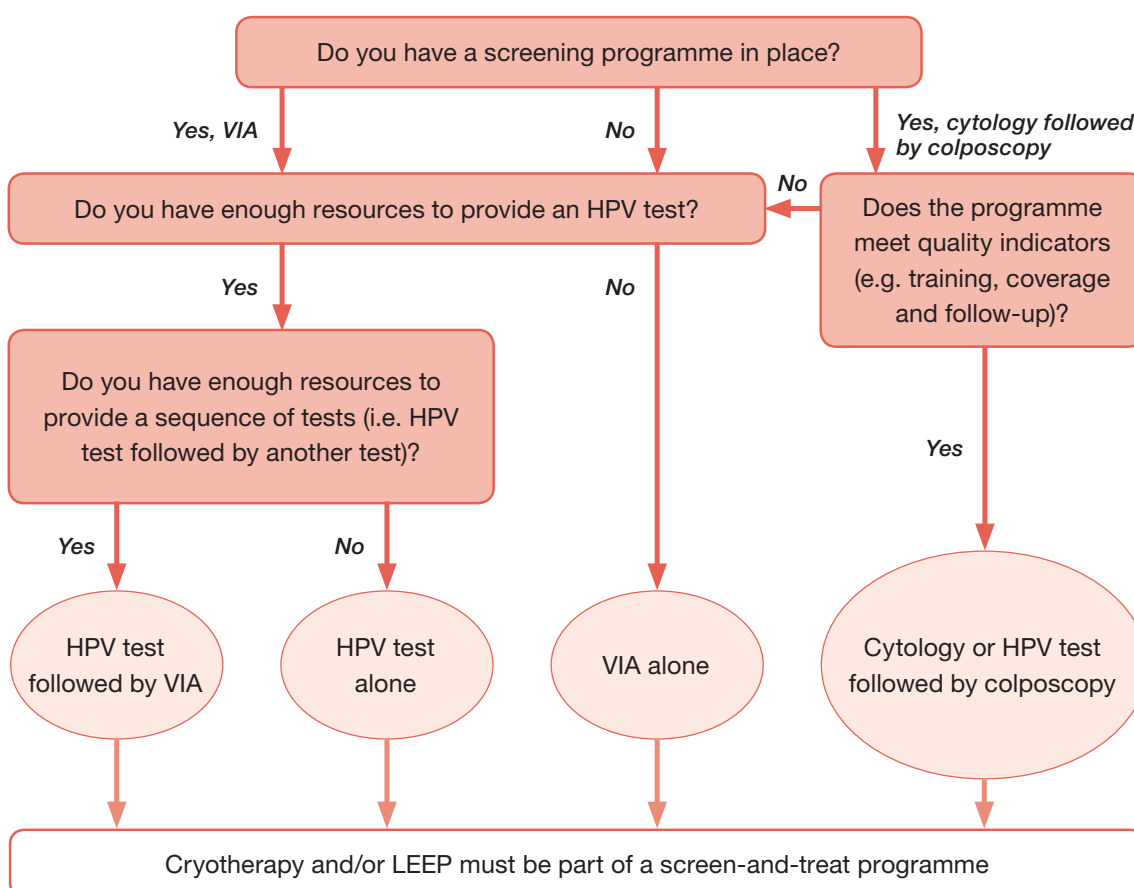 Do you have a screening programme in place?
Yes, VIA
No
Yes, cytology followed
by colposcopy
Do you have enough resources to provide an HPV test?
No
Does the programme
meet quality indicators
(e.g. training, coverage
and follow-up)?
Yes
No
Do you have enough resources to
provide a sequence of tests (i.e. HPV
test followed by another test)?
Yes
Yes
No
HPV test
followed by VIA
HPV test
alone
VIA alone
Cytology or HPV test
followed by colposcopy
Cryotherapy and/or LEEP must be part of a screen-and-treat programme